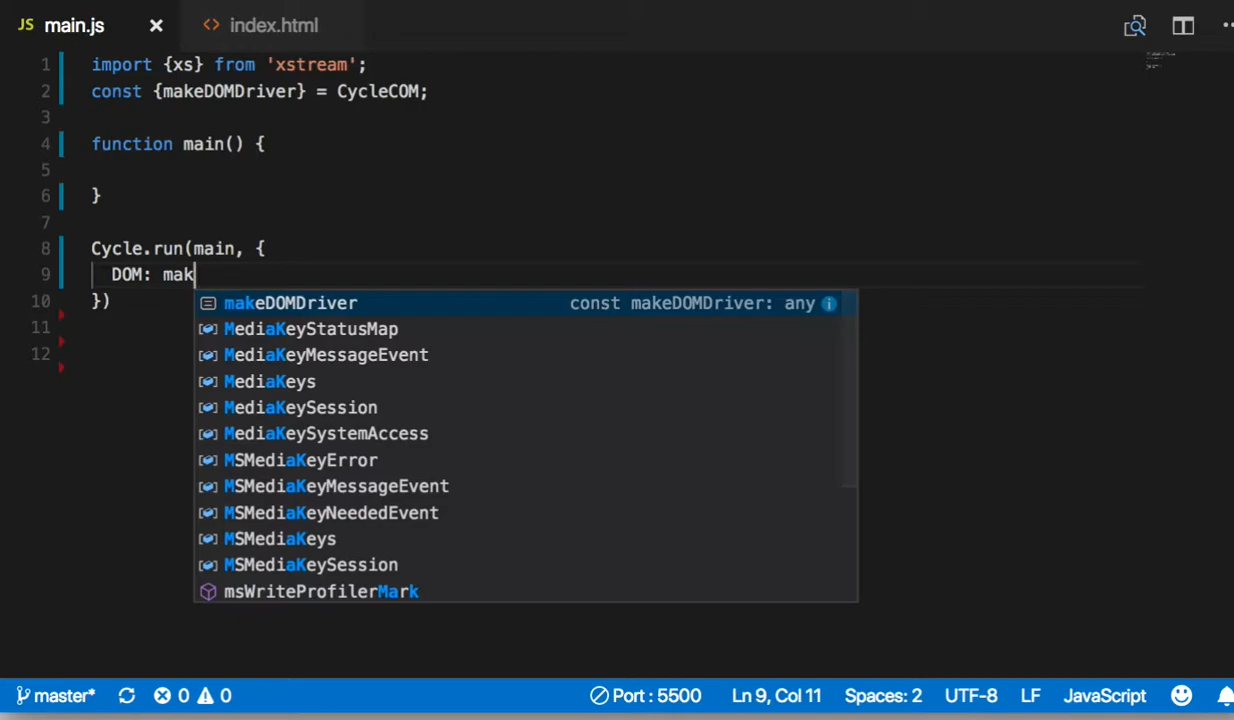 JS main.js × <> index.html
1 import {xs} from 'xstream';
2 const {makeDOMDriver} = CycleCOM;
3
4 function main() {
5
6 }
7
8 Cycle.run(main, {
9 DOM: mak
10 })
11
12
makeDOMDriver const makeDOMDriver: any
MediaKeyStatusMap
MediaKeyMessageEvent
MediaKeys
MediaKeySession
MediaKeySystemAccess
MSMediaKeyError
MSMediaKeyMessageEvent
MSMediaKeyNeededEvent
MSMediaKeys
MSMediaKeySession
msWriteProfilerMark
master* 0 0 Port : 5500 Ln 9, Col 11 Spaces: 2 UTF-8 LF JavaScript